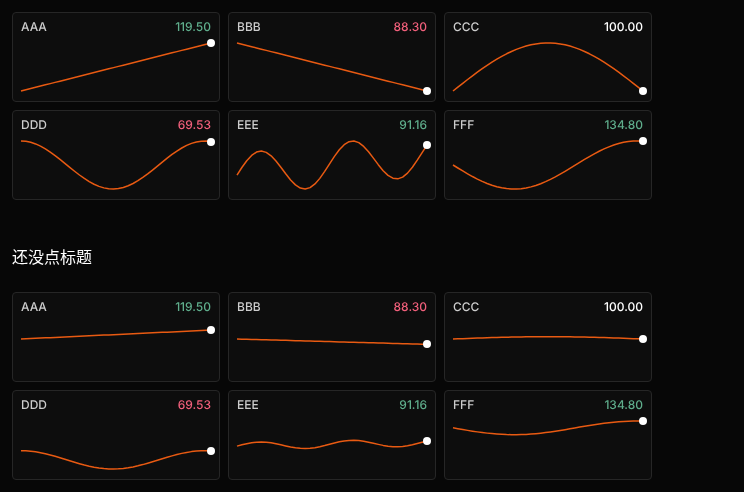 AAA 119.50 BBB 88.30 CCC 100.00
DDD 69.53 EEE 91.16 FFF 134.80
还没点标题
AAA 119.50 BBB 88.30 CCC 100.00
DDD 69.53 EEE 91.16 FFF 134.80